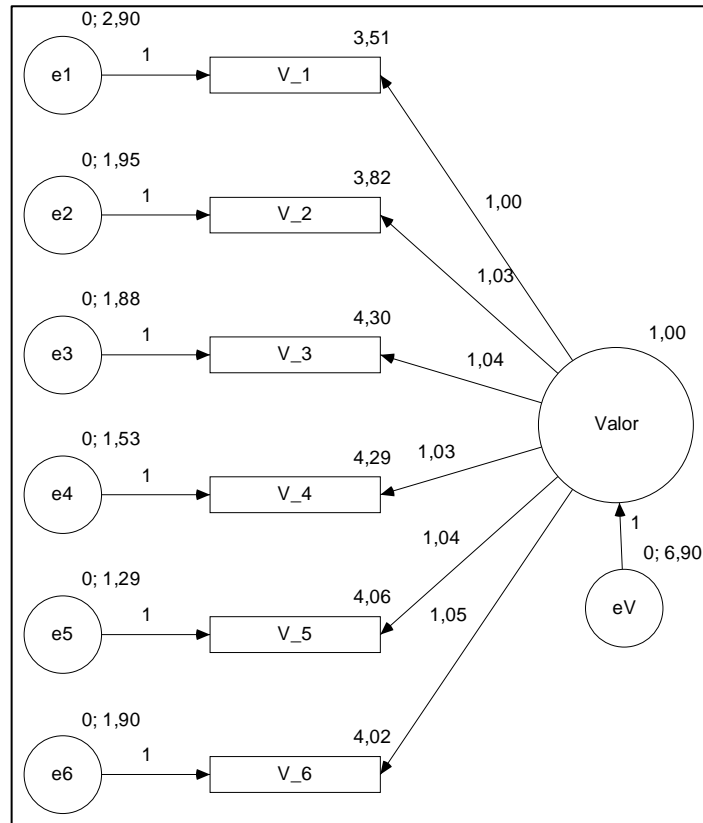 0; 2,90
e1
1
3,51
V_1
0; 1,95
e2
1
3,82
V_2
1,00
1,03
0; 1,88
e3
1
4,30
V_3
1,04
1,00
Valor
0; 1,53
e4
1
4,29
V_4
1,03
0; 1,29
e5
1
4,06
V_5
1,04
1,05
1
0; 6,90
eV
0; 1,90
e6
1
4,02
V_6